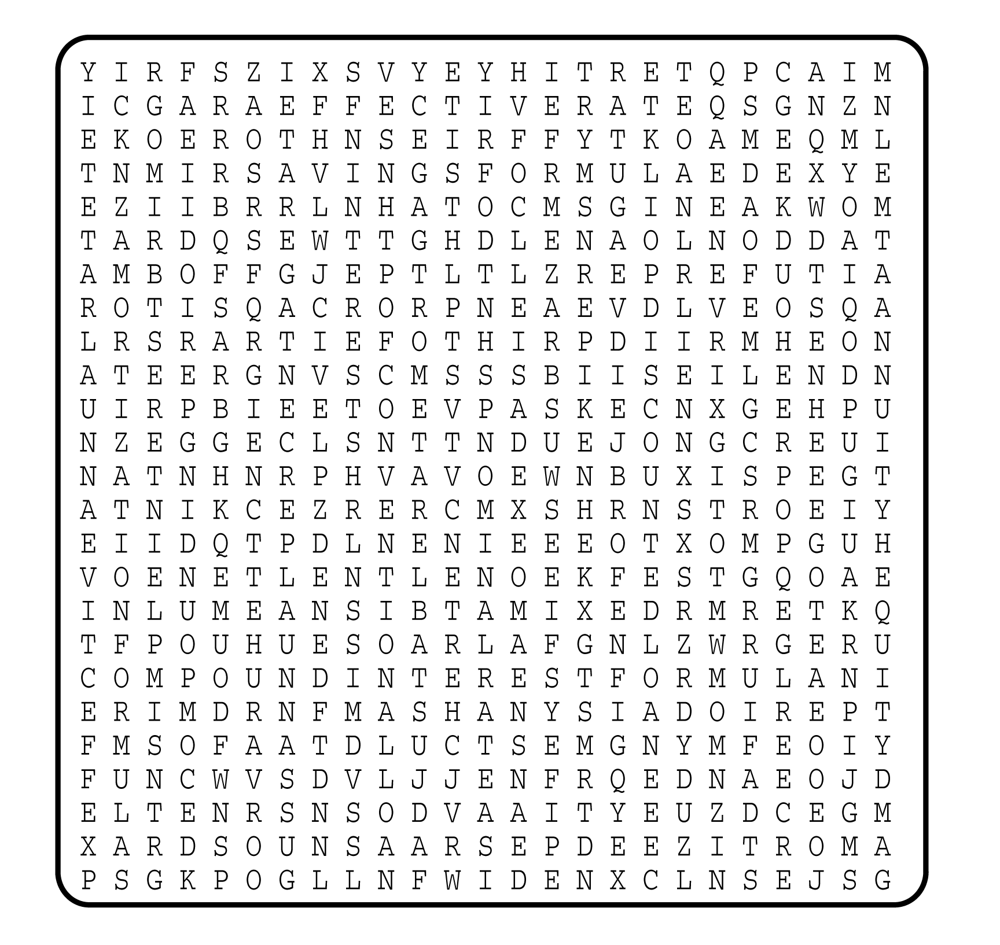 Y I R F S Z I X S V Y E Y H I T R E T Q P C A I M
I C G A R A E F F E C T I V E R A T E Q S G N Z N
E K O E R O T H N S E I R F F Y T K O A M E Q M L
T N M I R S A V I N G S F O R M U L A E D E X Y E
E Z I I B R R L N H A T O C M S G I N E A K W O M
T A R D Q S E W T T G H D L E N A O L N O D D A T
A M B O F F G J E P T L T L Z R E P R E F U T I A
R O T I S Q A C R O R P N E A E V D L V E O S Q A
L R S R A R T I E F O T H I R P D I I R M H E O N
A T E E R G N V S C M S S S B I I S E I L E N D N
U I R P B I E E T O E V P A S K E C N X G E H P U
N Z E G G E C L S N T T N D U E J O N G C R E U I
N A T N H N R P H V A V O E W N B U X I S P E G T
A T N I K C E Z R E R C M X S H R N S T R O E I Y
E I I D Q T P D L N E N I E E E O T X O M P G U H
V O E N E T L E N T L E N O E K F E S T G Q O A E
I N L U M E A N S I B T A M I X E D R M R E T K Q
T F P O U H U E S O A R L A F G N L Z W R G E R U
C O M P O U N D I N T E R E S T F O R M U L A N I
E R I M D R N F M A S H A N Y S I A D O I R E P T
F M S O F A A T D L U C T S E M G N Y M F E O I Y
F U N C W V S D V L J J E N F R Q E D N A E O J D
E L T E N R S N S O D V A A I T Y E U Z D C E G M
X A R D S O U N S A A R S E P D E E Z I T R O M A
P S G K P O G L L N F W I D E N X C L N S E J S G